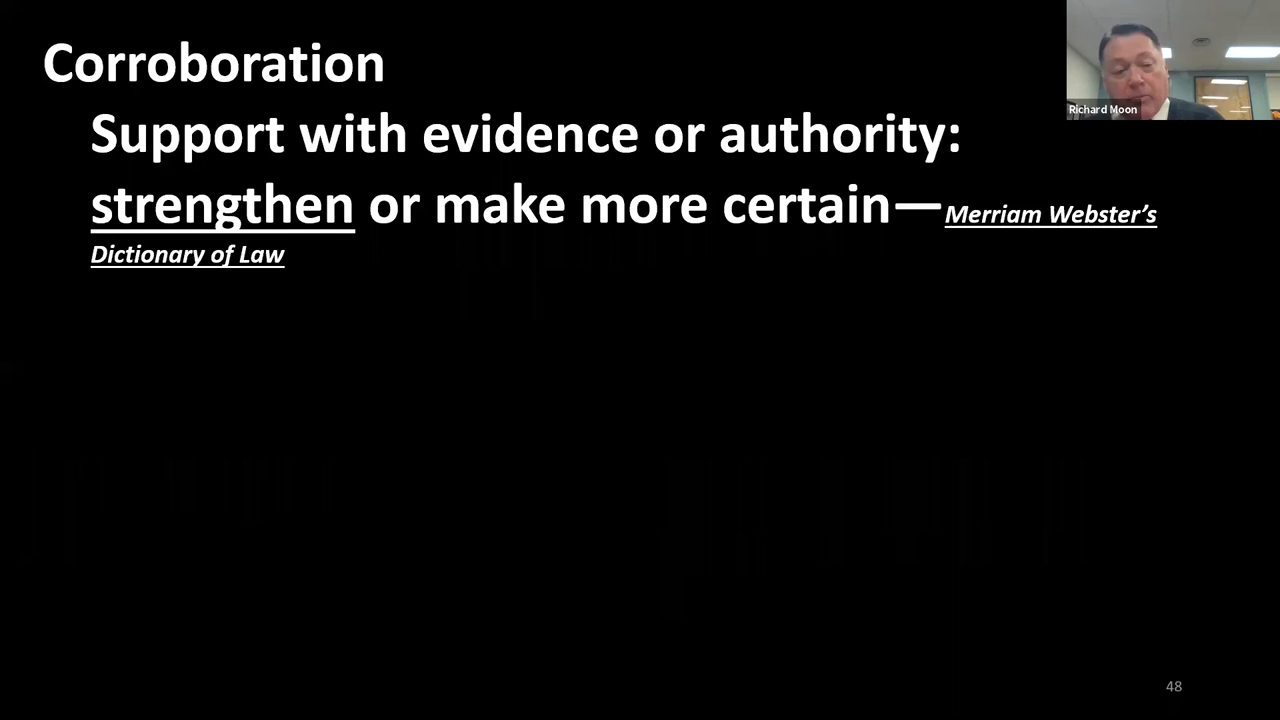 Corroboration
Richard Moon
Support with evidence or authority:
strengthen or make more certain—Merriam Webster’s
Dictionary of Law
48